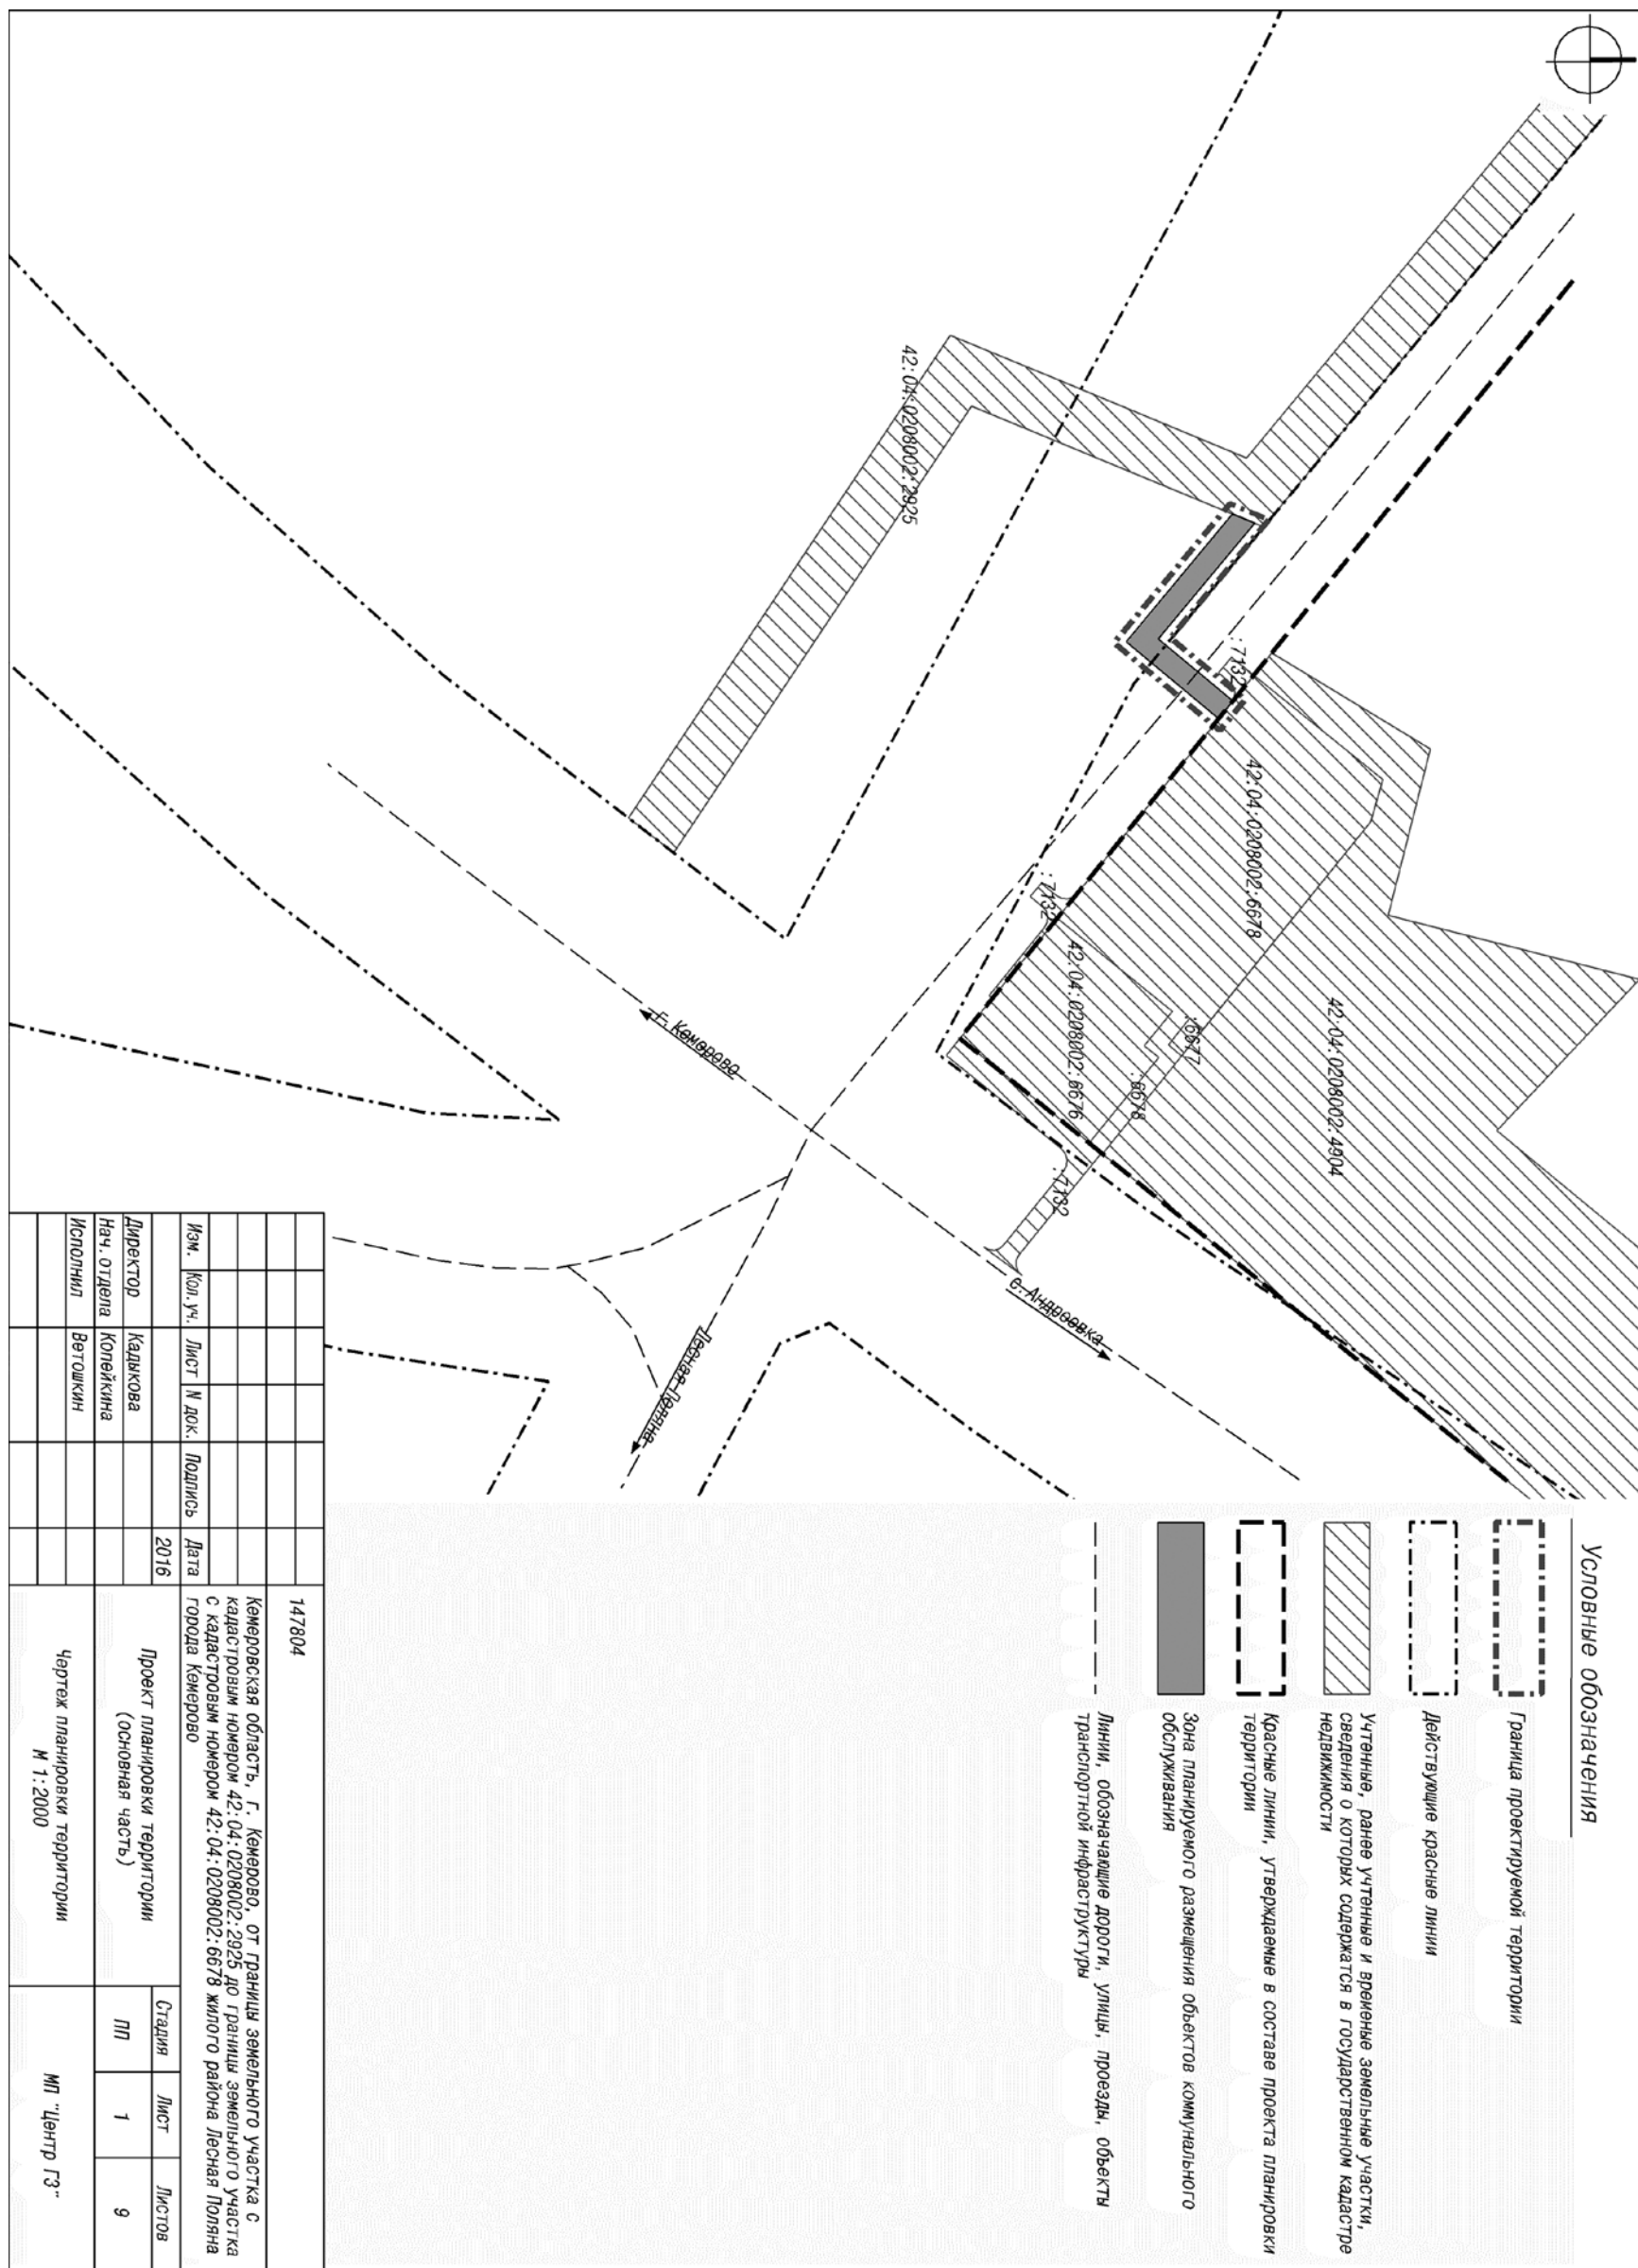 42:04:0208002:2925
:7132
42:04:0208002:6678
:7132
42:04:0208002:6676
:6677
:6678
42:04:0208002:4904
:7132
г. Кемерово
с. Андреевка
Лесная Поляна
Условные обозначения
Граница проектируемой территории
Действующие красные линии
Учтенные, ранее учтенные и временые земельные участки,
сведения о которых содержатся в государственном кадастре
недвижимости
Красные линии, утверждаемые в составе проекта планировки
территории
Зона планируемого размещения объектов коммунального
обслуживания
Линии, обозначающие дороги, улицы, проезды, объекты
транспортной инфраструктуры
147804
Кемеровская область, г. Кемерово, от границы земельного участка с
кадастровым номером 42:04:0208002:2925 до границы земельного участка
с кадастровым номером 42:04:0208002:6678 жилого района Лесная Поляна
города Кемерово
Изм. Кол.уч. Лист N док. Подпись Дата
2016
Директор Кадыкова
Нач. отдела Копейкина
Исполнил Ветошкин
Проект планировки территории
(основная часть)
Стадия Лист Листов
ПП 1 9
Чертеж планировки территории
М 1:2000
МП "Центр ГЗ"